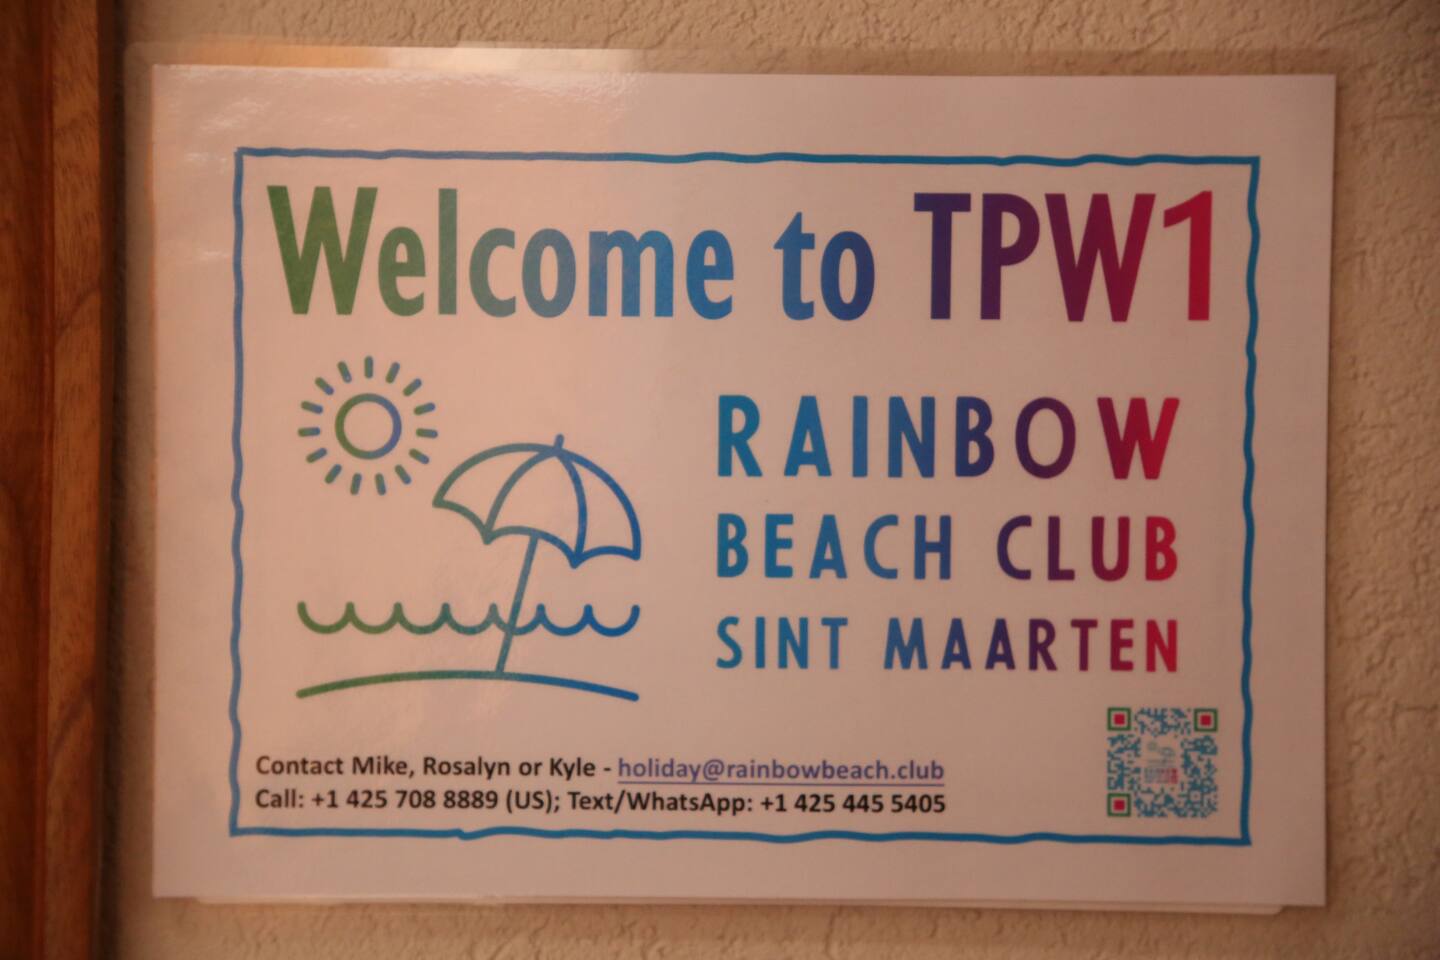 Welcome to TPW1
RAINBOW
BEACH CLUB
SINT MAARTEN
Contact Mike, Rosalyn or Kyle - holiday@rainbowbeach.club
Call: +1 425 708 8889 (US); Text/WhatsApp: +1 425 445 5405